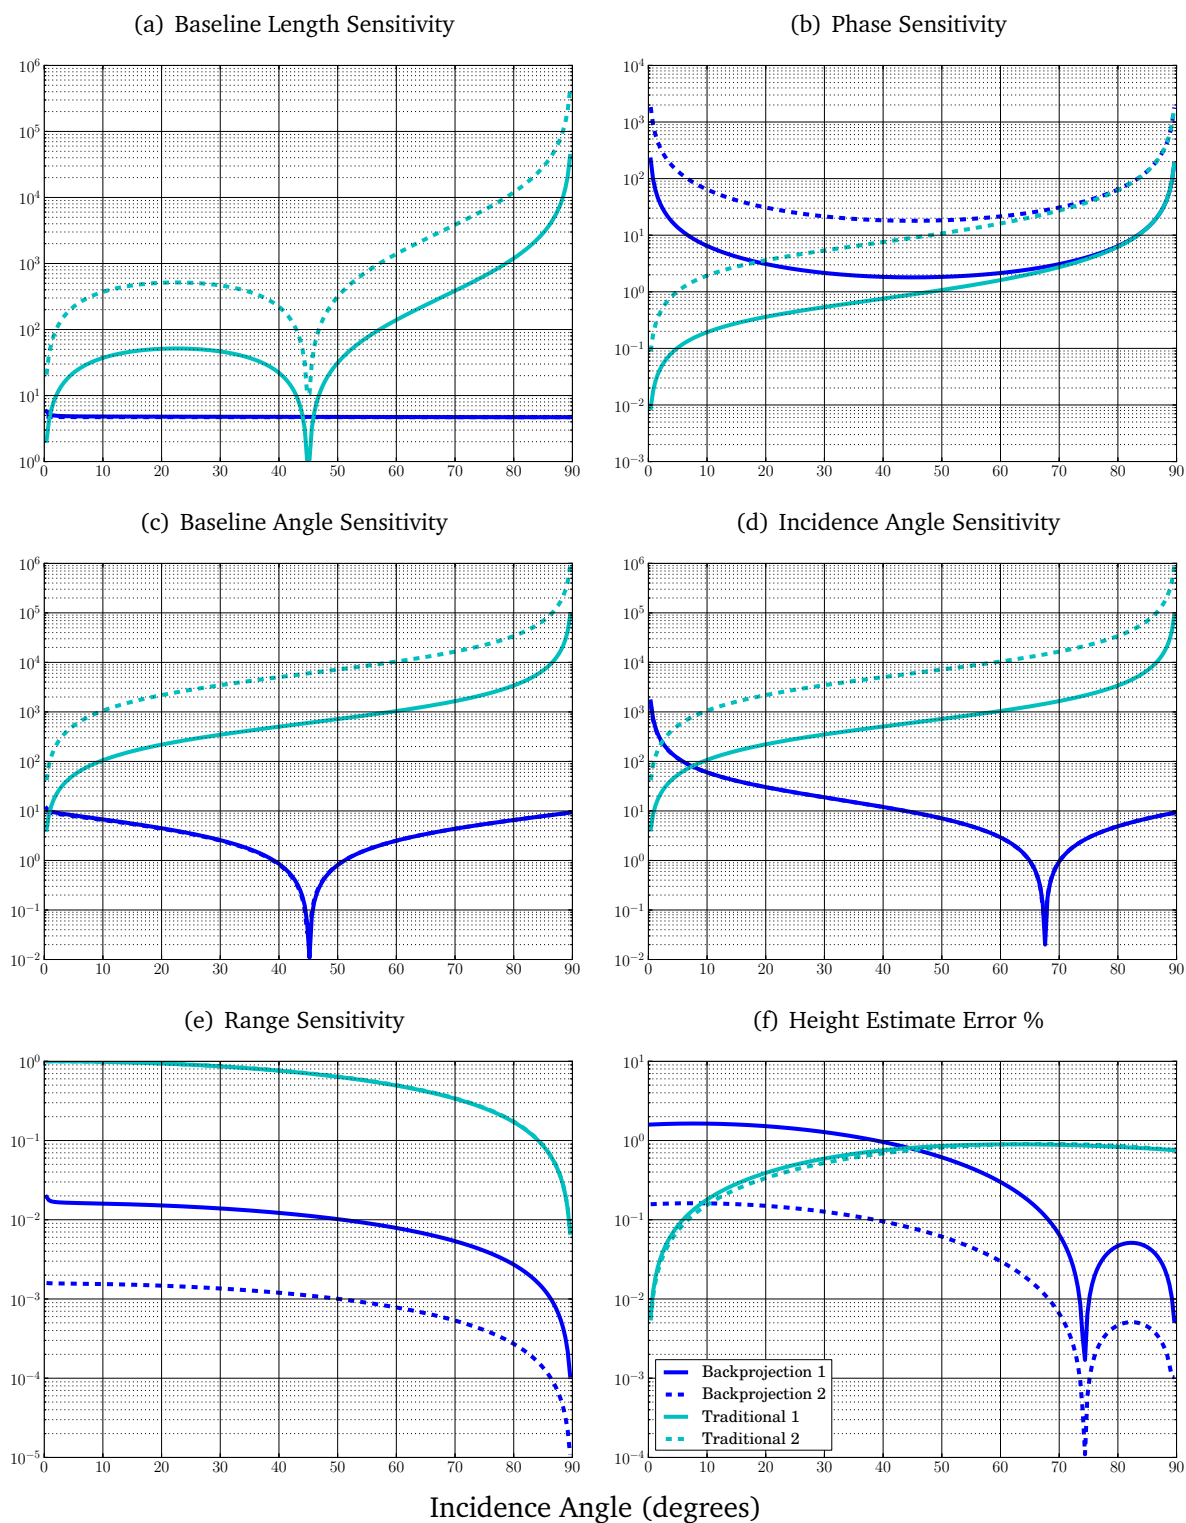 (a) Baseline Length Sensitivity
(b) Phase Sensitivity
10^6
10^5
10^4
10^3
10^2
10^1
10^0
0 10 20 30 40 50 60 70 80 90
10^4
10^3
10^2
10^1
10^0
10^−1
10^−2
10^−3
0 10 20 30 40 50 60 70 80 90
(c) Baseline Angle Sensitivity
(d) Incidence Angle Sensitivity
10^6
10^5
10^4
10^3
10^2
10^1
10^0
10^−1
10^−2
0 10 20 30 40 50 60 70 80 90
10^6
10^5
10^4
10^3
10^2
10^1
10^0
10^−1
10^−2
0 10 20 30 40 50 60 70 80 90
(e) Range Sensitivity
(f) Height Estimate Error %
10^0
10^−1
10^−2
10^−3
10^−4
10^−5
0 10 20 30 40 50 60 70 80 90
10^1
10^0
10^−1
10^−2
10^−3
10^−4
0 10 20 30 40 50 60 70 80 90
Backprojection 1
Backprojection 2
Traditional 1
Traditional 2
Incidence Angle (degrees)